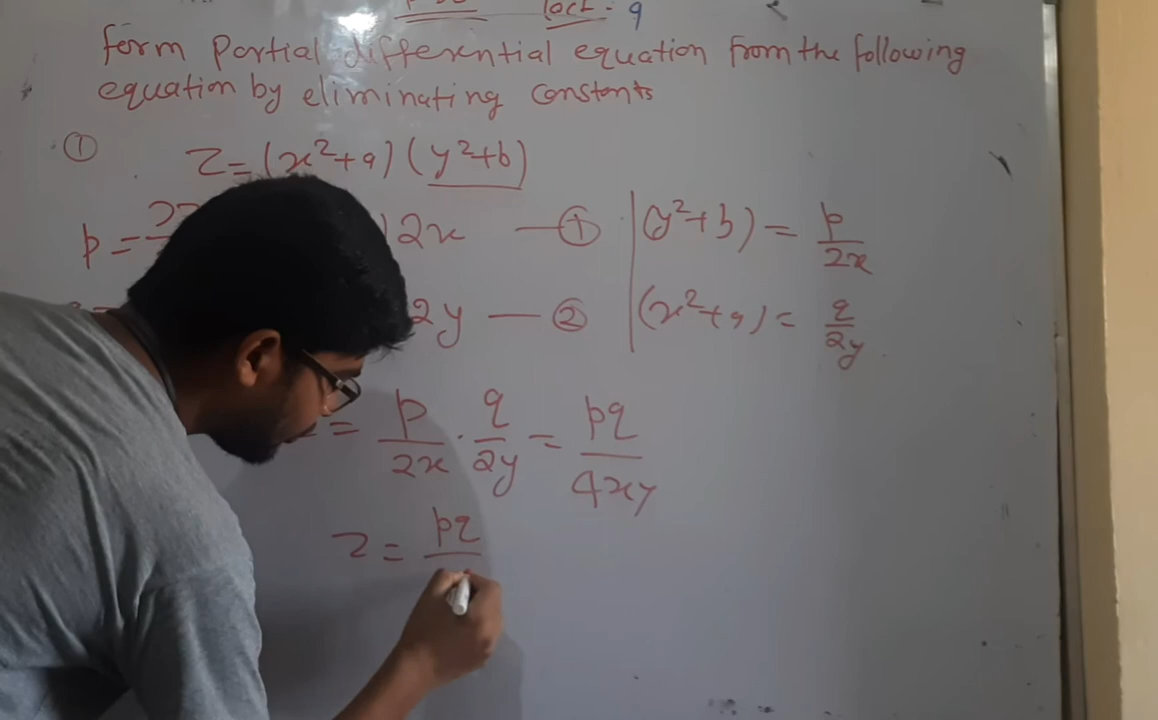 Lect: 9
Form Partial differential equation from the following
equation by eliminating constants
① z=(x²+a)(y²+b)
p= )2x —① |(y²+b)= p/2x
2y —② |(x²+a)= q/2y
= p/2x · q/2y = pq/4xy
z= pq